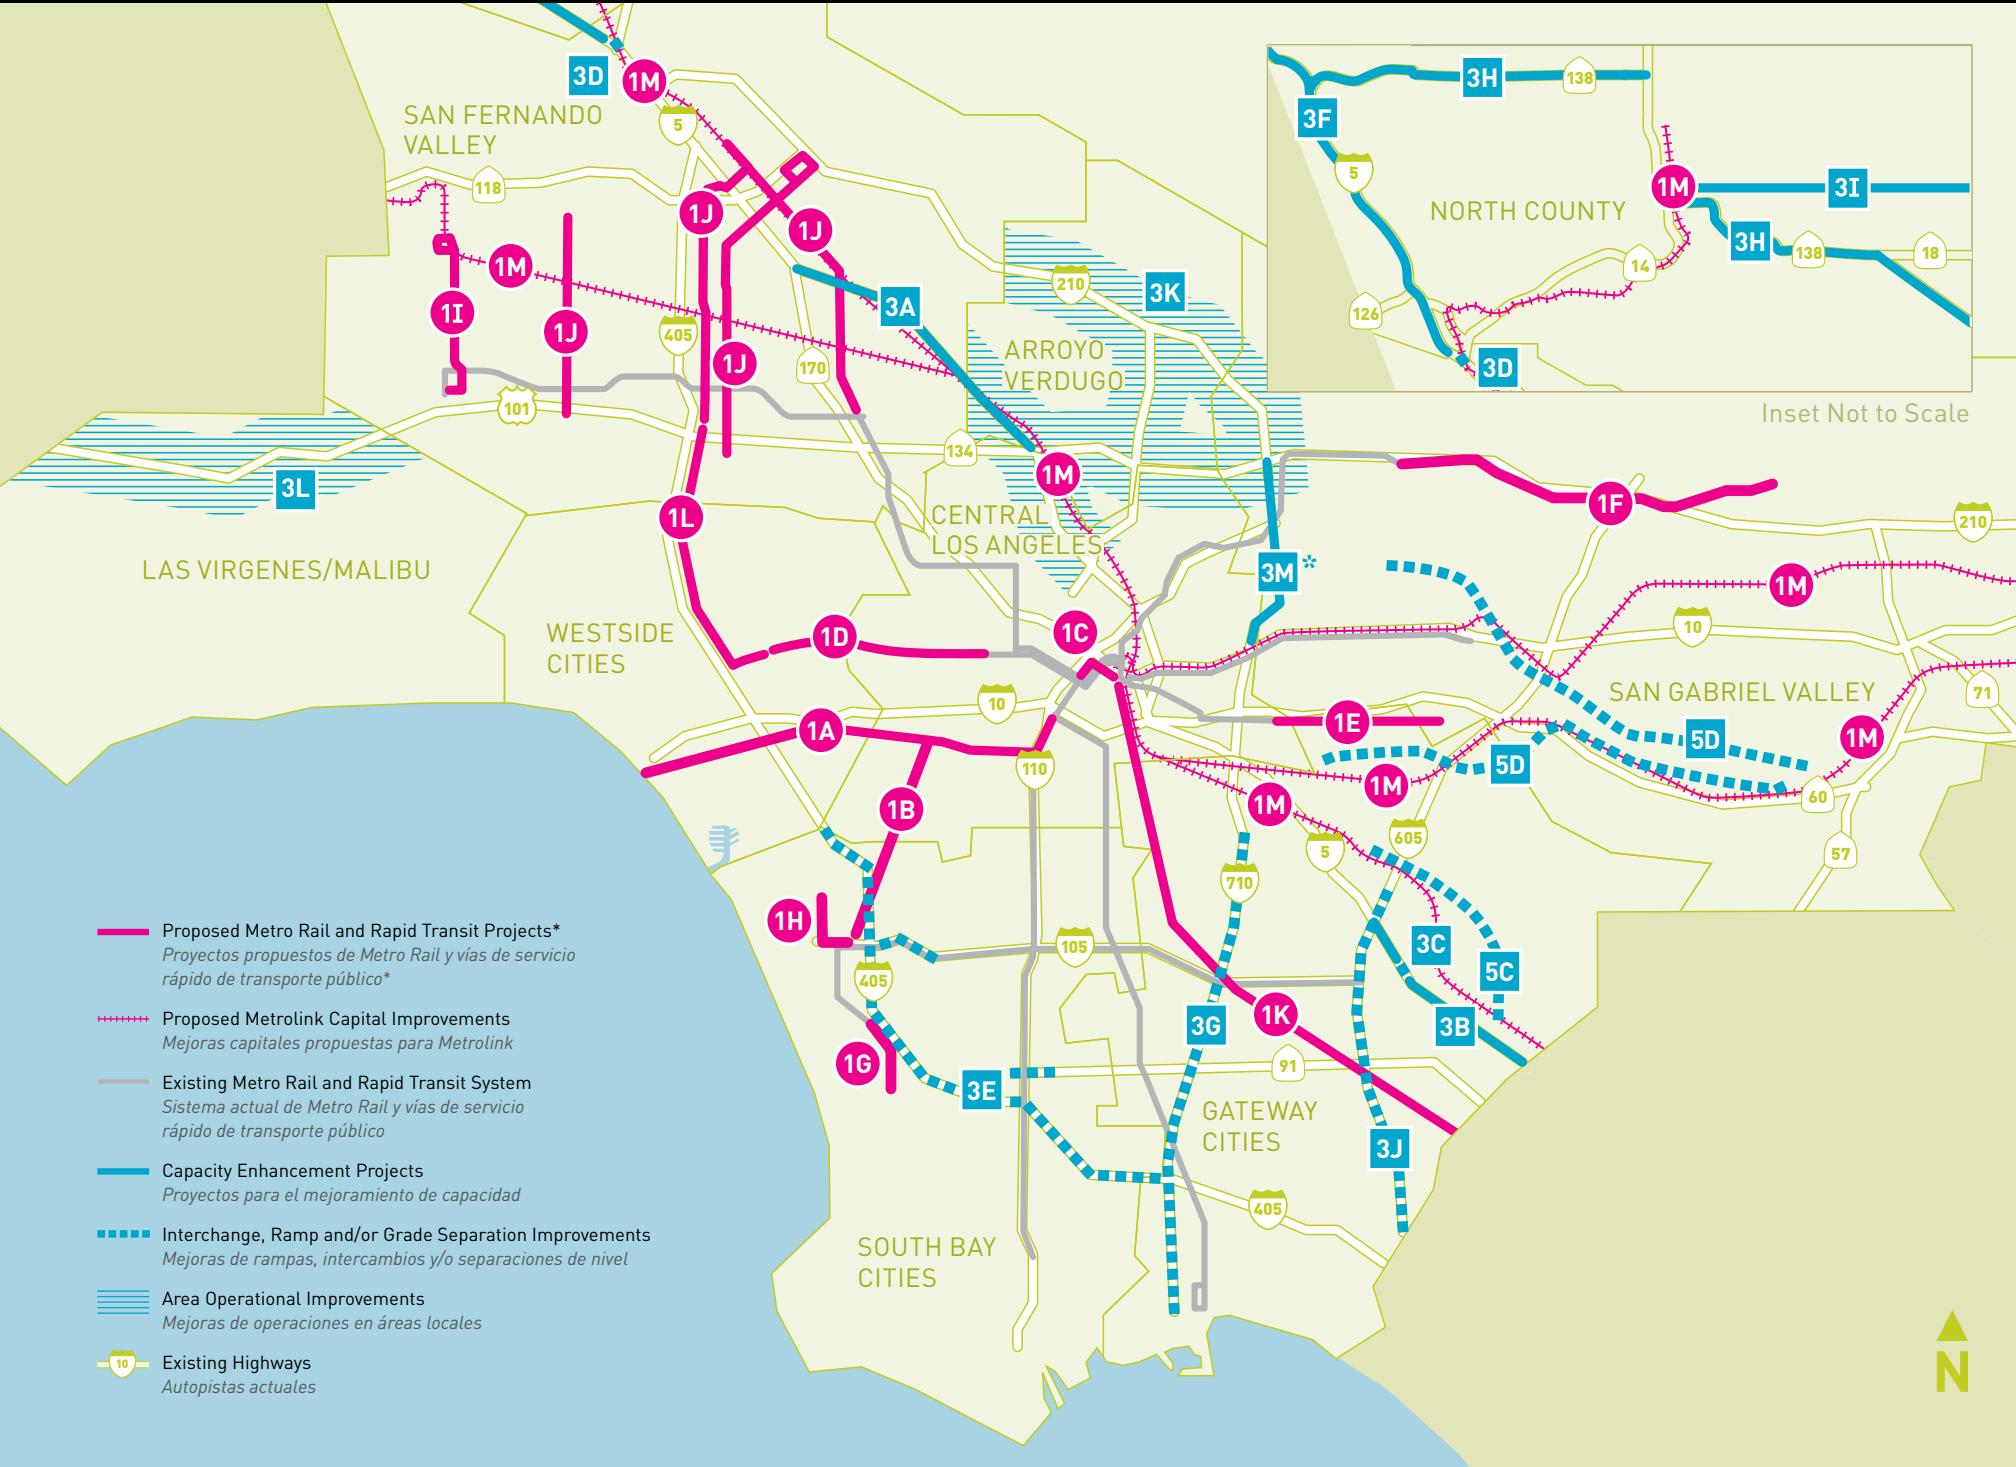 3D
1M
SAN FERNANDO
VALLEY
5
118
1J
1J
1M
1I
1J
405
1J
170
3A
101
134
3L
1L
1M
210
3K
ARROYO
VERDUGO
CENTRAL
LOS ANGELES
LAS VIRGENES/MALIBU
WESTSIDE
CITIES
3H
138
3F
5
1M
3I
NORTH COUNTY
3H
138
18
14
126
3D
Inset Not to Scale
1F
210
3M *
1M
10
1C
1D
10
1A
1E
SAN GABRIEL VALLEY
71
5D
1M
5D
110
1B
1M
1M
60
605
5
57
710
1H
105
3C
5C
405
1K
3G
3B
1G
91
3E
GATEWAY
CITIES
3J
405
SOUTH BAY
CITIES
Proposed Metro Rail and Rapid Transit Projects*
Proyectos propuestos de Metro Rail y vías de servicio
rápido de transporte público*
Proposed Metrolink Capital Improvements
Mejoras capitales propuestas para Metrolink
Existing Metro Rail and Rapid Transit System
Sistema actual de Metro Rail y vías de servicio
rápido de transporte público
Capacity Enhancement Projects
Proyectos para el mejoramiento de capacidad
Interchange, Ramp and/or Grade Separation Improvements
Mejoras de rampas, intercambios y/o separaciones de nivel
Area Operational Improvements
Mejoras de operaciones en áreas locales
10
Existing Highways
Autopistas actuales
N